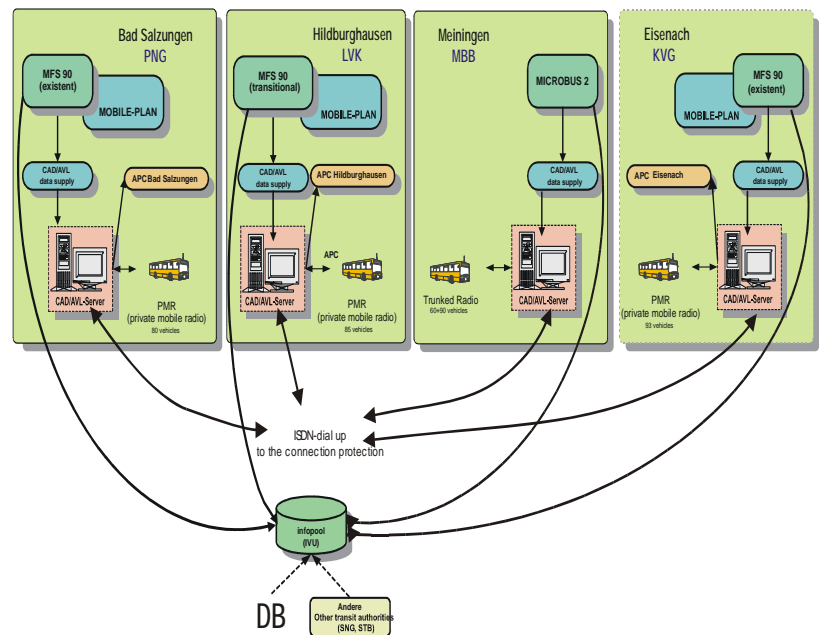 Bad Salzungen
PNG
MFS 90
(existent)
MOBILE-PLAN
CAD/AVL
data supply
APC Bad Salzungen
CAD/AVL-Server
PMR
(private mobile radio)
80 vehicles
Hildburghausen
LVK
MFS 90
(transitional)
MOBILE-PLAN
CAD/AVL
data supply
APC Hildburghausen
APC
CAD/AVL-Server
PMR
(private mobile radio)
85 vehicles
Meiningen
MBB
MICROBUS 2
CAD/AVL
data supply
Trunked Radio
60+90 vehicles
CAD/AVL-Server
Eisenach
KVG
MFS 90
(existent)
MOBILE-PLAN
APC Eisenach
CAD/AVL
data supply
PMR
(private mobile radio)
93 vehicles
CAD/AVL-Server
ISDN-dial up
to the connection protection
infopool
(IVU)
DB
Andere
Other transit authorities
(SNG, STB)